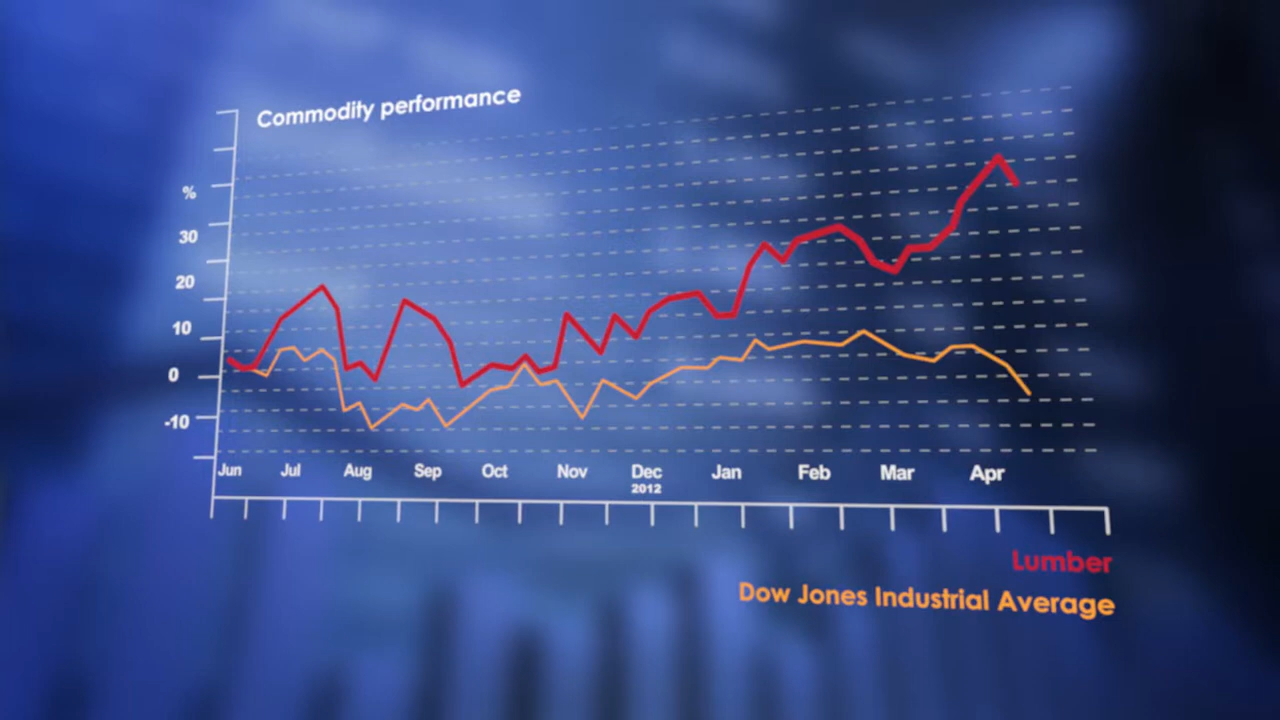 Commodity performance
%
30
20
10
0
-10
Jun Jul Aug Sep Oct Nov Dec Jan Feb Mar Apr
2012
Lumber
Dow Jones Industrial Average